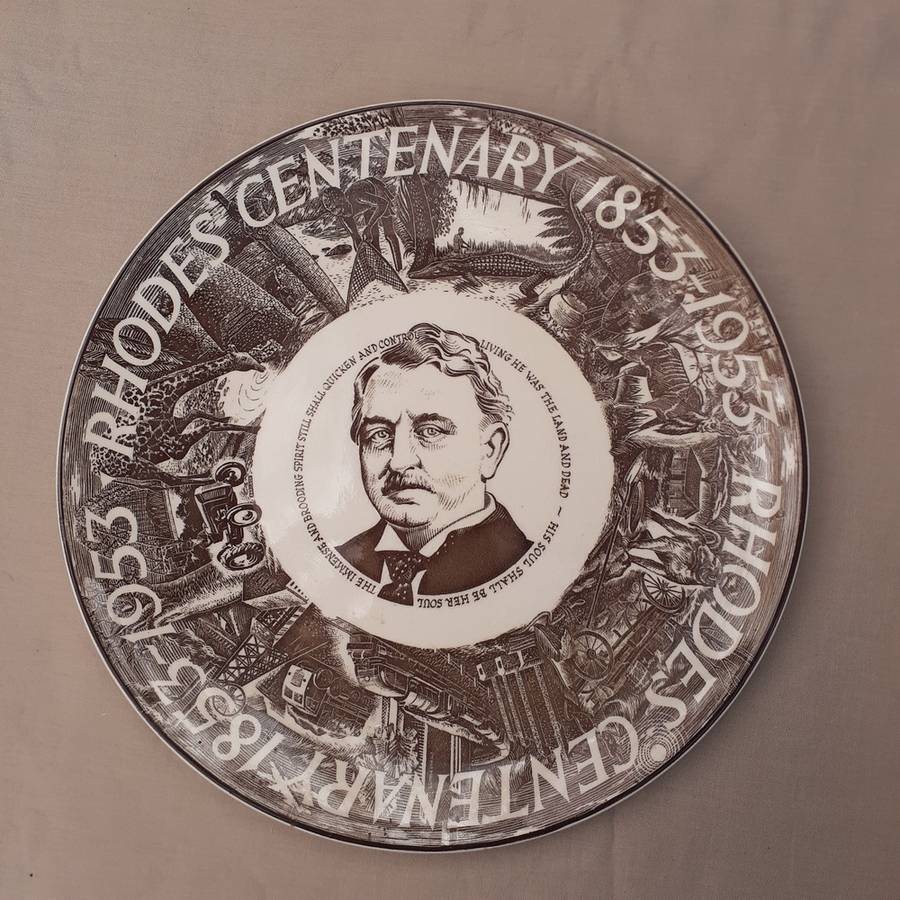 RHODES' CENTENARY 1853-1953
RHODES CENTENARY 1853-1953
THE IMMENSE AND BROODING SPIRIT STILL SHALL QUICKEN AND CONTROL
LIVING HE WAS THE LAND AND DEAD — HIS SOUL SHALL BE HER SOUL